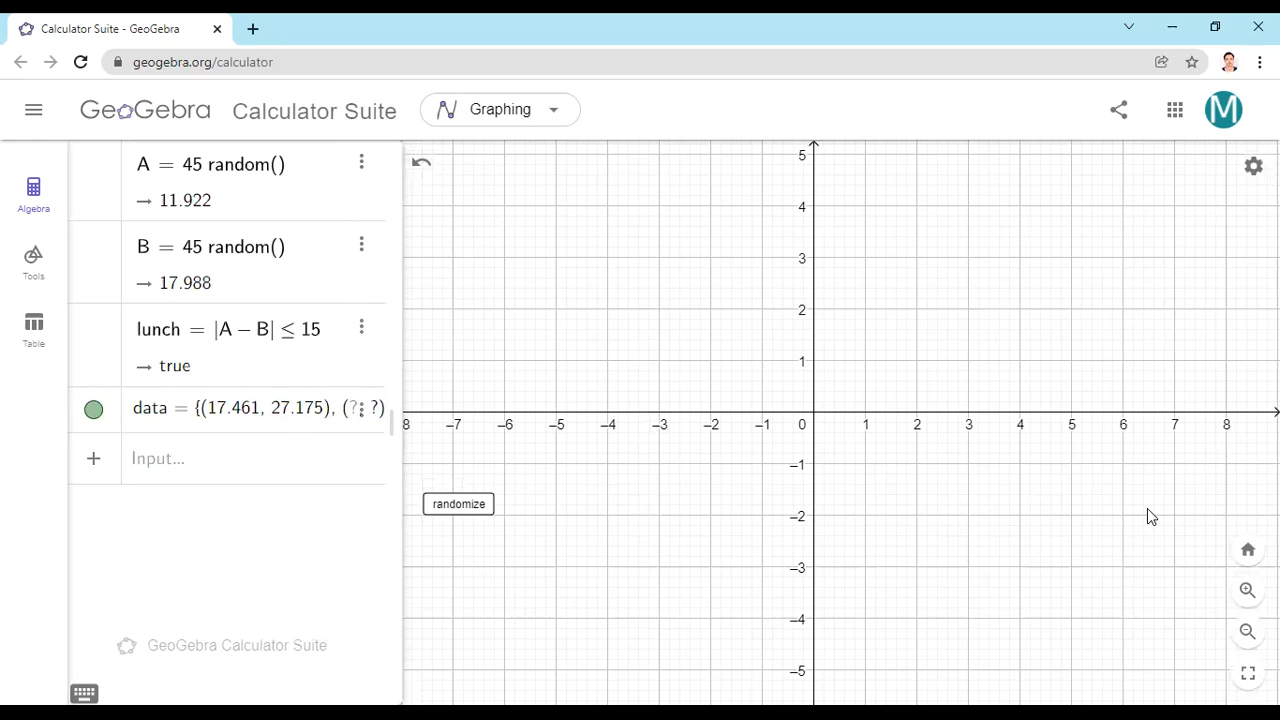 Calculator Suite - GeoGebra
geogebra.org/calculator
GeoGebra Calculator Suite Graphing M
Algebra
Tools
Table
A = 45 random()
→ 11.922
B = 45 random()
→ 17.988
lunch = |A − B| ≤ 15
→ true
data = {(17.461, 27.175), (?, ?)
+ Input...
GeoGebra Calculator Suite
5
4
3
2
1
8 –7 –6 –5 –4 –3 –2 –1 0 1 2 3 4 5 6 7 8
–1
–2
–3
–4
–5
randomize